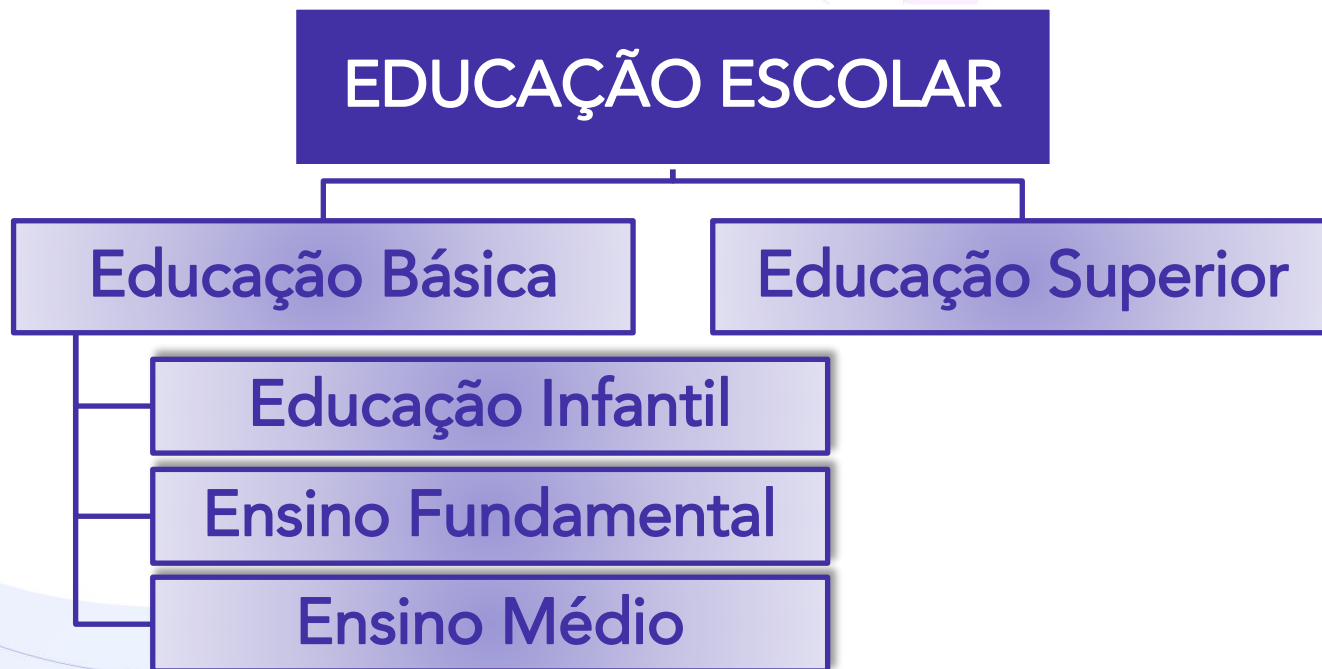 EDUCAÇÃO ESCOLAR
Educação Básica
Educação Superior
Educação Infantil
Ensino Fundamental
Ensino Médio